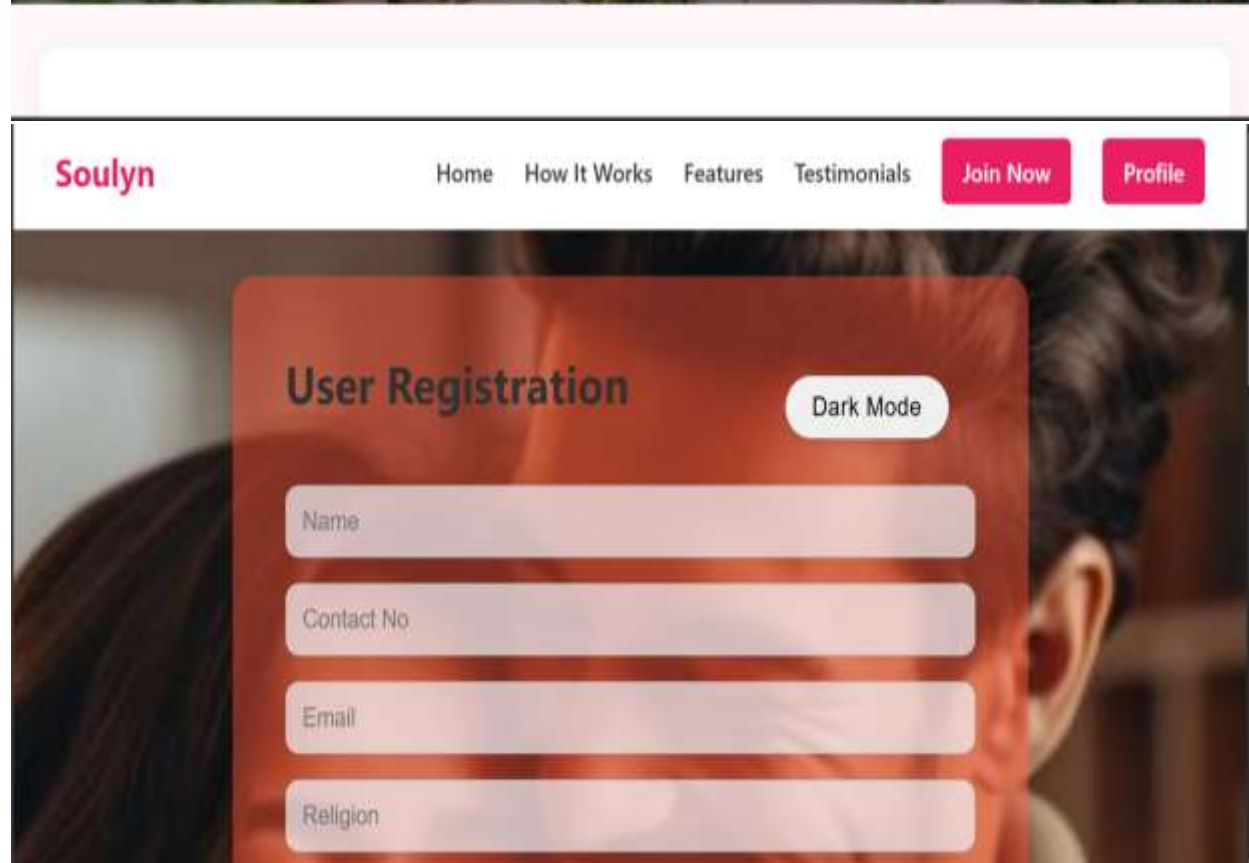 Soulyn Home How It Works Features Testimonials Join Now Profile
User Registration Dark Mode
Name
Contact No
Email
Religion